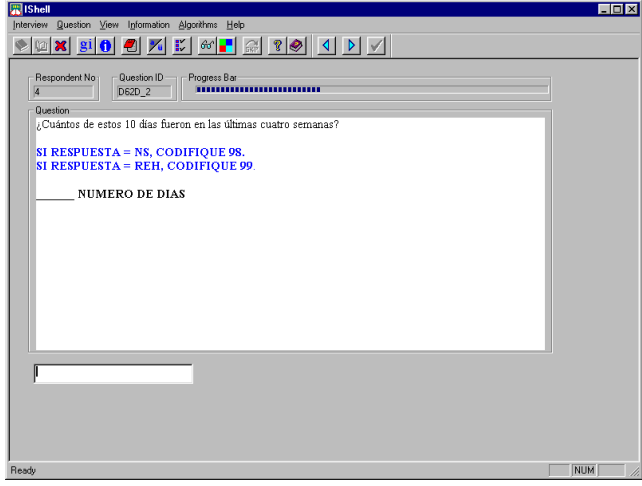 IShell
Interview Question View Information Algorithms Help
gi
SKIP
Respondent No
Question ID
Progress Bar
4
D62D_2
Question
¿Cuántos de estos 10 días fueron en las últimas cuatro semanas?
SI RESPUESTA = NS, CODIFIQUE 98.
SI RESPUESTA = REH, CODIFIQUE 99.
______ NUMERO DE DIAS
Ready
NUM